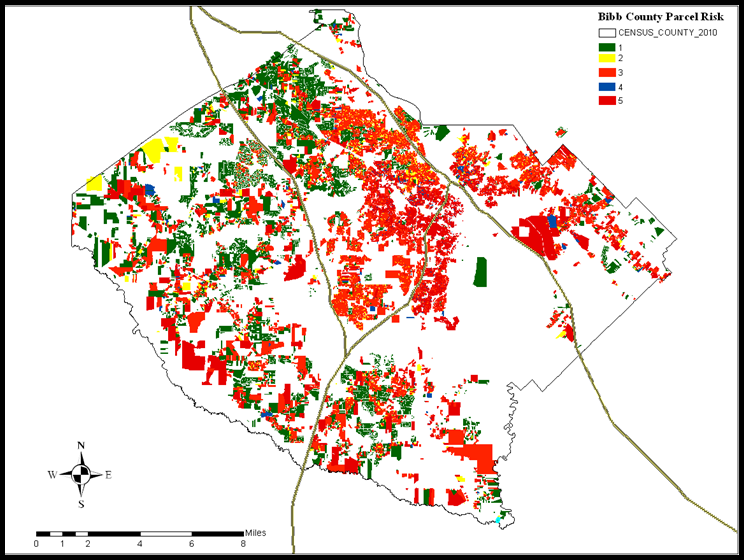 Bibb County Parcel Risk
CENSUS_COUNTY_2010
1
2
3
4
5
N
W E
S
Miles
0 1 2 4 6 8